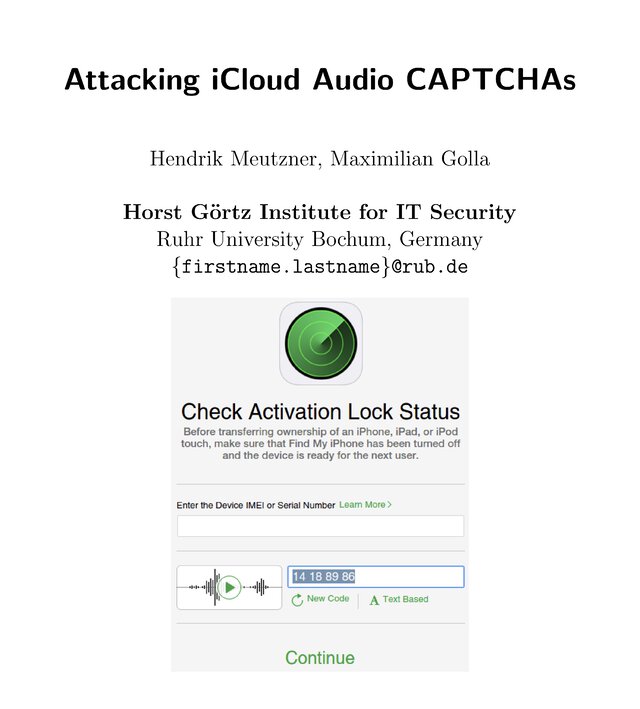 Attacking iCloud Audio CAPTCHAs
Hendrik Meutzner, Maximilian Golla
Horst Görtz Institute for IT Security
Ruhr University Bochum, Germany
{firstname.lastname}@rub.de
Check Activation Lock Status
Before transferring ownership of an iPhone, iPad, or iPod
touch, make sure that Find My iPhone has been turned off
and the device is ready for the next user.
Enter the Device IMEI or Serial Number Learn More >
14 18 89 86
New Code
A Text Based
Continue